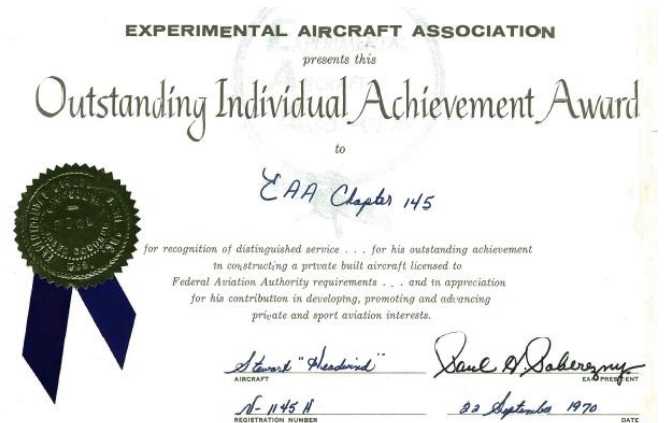 EXPERIMENTAL AIRCRAFT ASSOCIATION
presents this
Outstanding Individual Achievement Award
to
EAA Chapter 145
for recognition of distinguished service . . . for his outstanding achievement
in constructing a private built aircraft licensed to
Federal Aviation Authority requirements . . . and in appreciation
for his contribution in developing, promoting and advancing
private and sport aviation interests.
Stewart "Headwind" Paul H. Poberezny
AIRCRAFT EAA PRESIDENT
N-1145H 22 September 1970
REGISTRATION NUMBER DATE